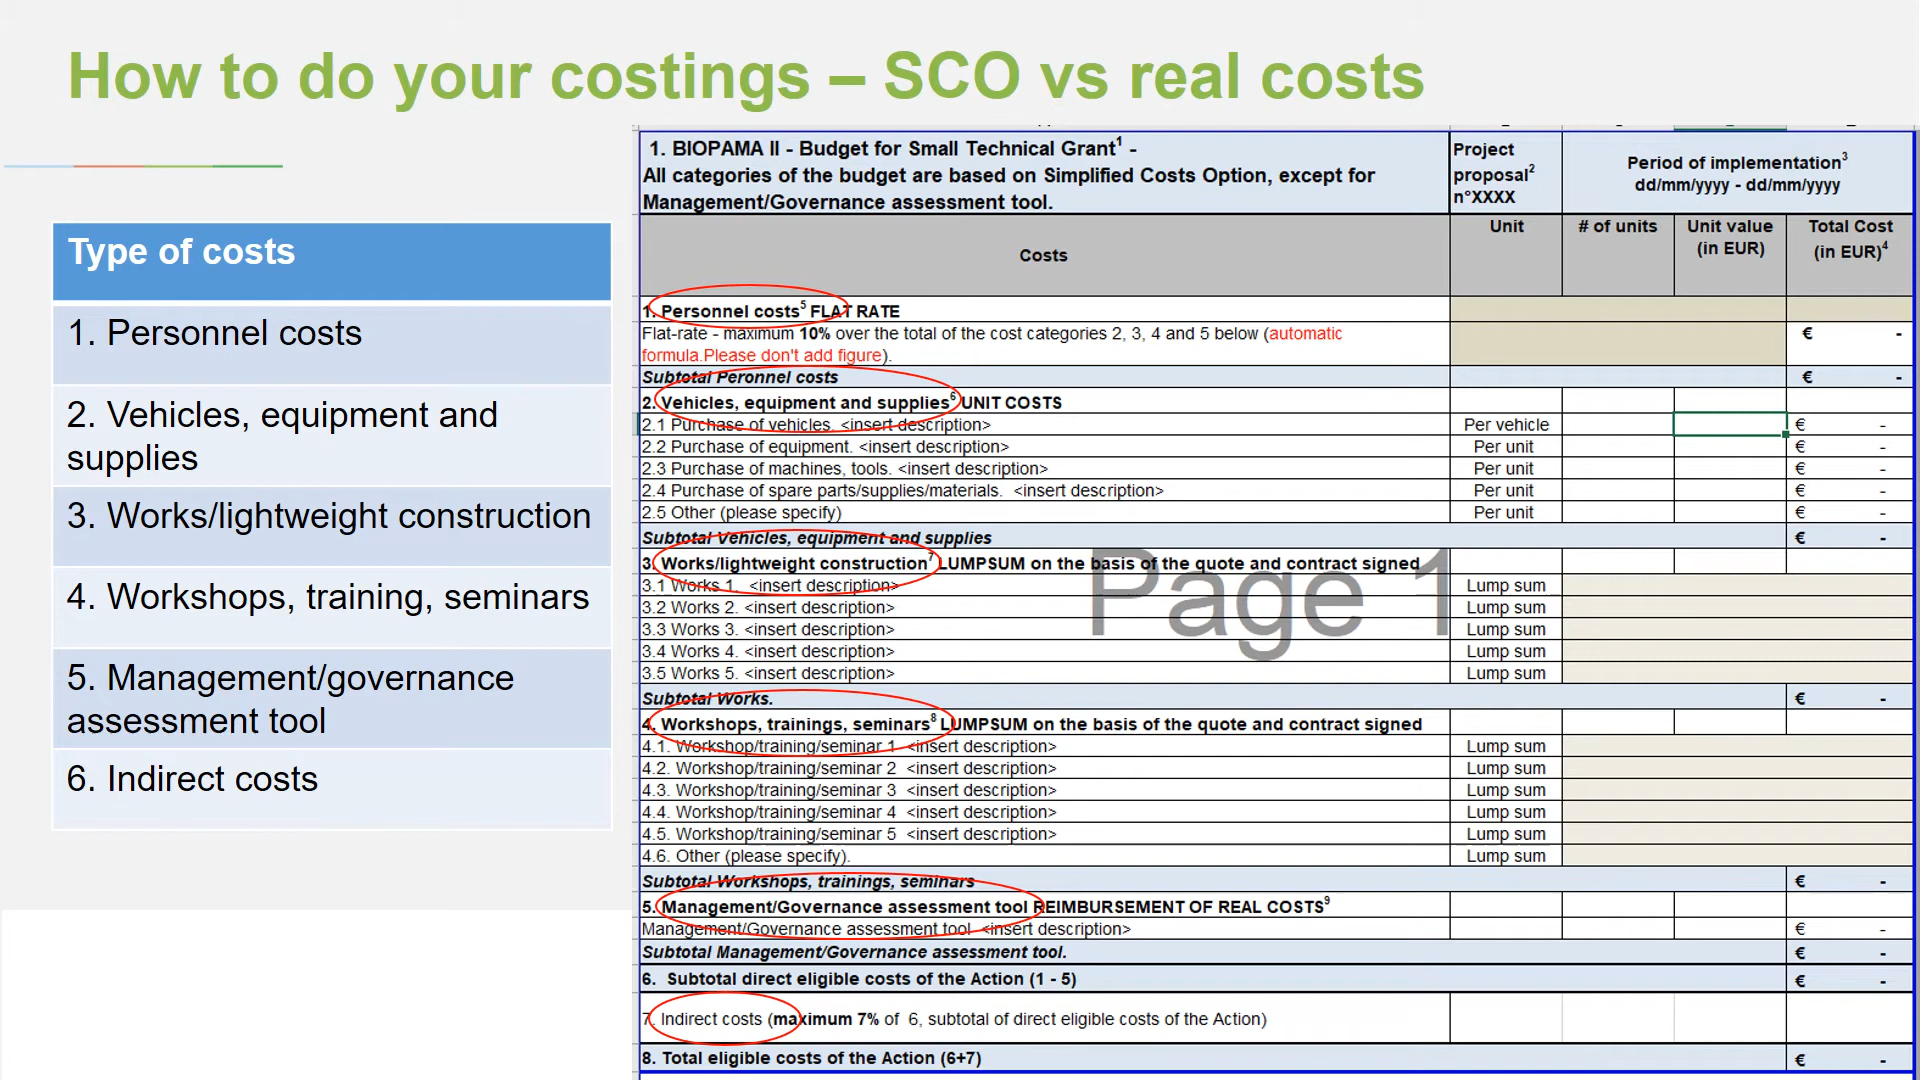 How to do your costings – SCO vs real costs
Type of costs
1. Personnel costs
2. Vehicles, equipment and
supplies
3. Works/lightweight construction
4. Workshops, training, seminars
5. Management/governance
assessment tool
6. Indirect costs
1. BIOPAMA II - Budget for Small Technical Grant1 -
All categories of the budget are based on Simplified Costs Option, except for
Management/Governance assessment tool.
Project
proposal2
n°XXXX
Period of implementation3
dd/mm/yyyy - dd/mm/yyyy
Costs
Unit
# of units
Unit value
(in EUR)
Total Cost
(in EUR)4
1. Personnel costs5 FLAT RATE
Flat-rate - maximum 10% over the total of the cost categories 2, 3, 4 and 5 below (automatic
formula.Please don't add figure).
€ -
Subtotal Peronnel costs € -
2. Vehicles, equipment and supplies6 UNIT COSTS
2.1 Purchase of vehicles. <insert description> Per vehicle € -
2.2 Purchase of equipment. <insert description> Per unit € -
2.3 Purchase of machines, tools. <insert description> Per unit € -
2.4 Purchase of spare parts/supplies/materials. <insert description> Per unit € -
2.5 Other (please specify) Per unit € -
Subtotal Vehicles, equipment and supplies € -
3. Works/lightweight construction7 LUMPSUM on the basis of the quote and contract signed
3.1 Works 1. <insert description> Lump sum
3.2 Works 2. <insert description> Lump sum
3.3 Works 3. <insert description> Lump sum
3.4 Works 4. <insert description> Lump sum
3.5 Works 5. <insert description> Lump sum
Page 1
Subtotal Works. € -
4. Workshops, trainings, seminars8 LUMPSUM on the basis of the quote and contract signed
4.1. Workshop/training/seminar 1 <insert description> Lump sum
4.2. Workshop/training/seminar 2 <insert description> Lump sum
4.3. Workshop/training/seminar 3 <insert description> Lump sum
4.4. Workshop/training/seminar 4 <insert description> Lump sum
4.5. Workshop/training/seminar 5 <insert description> Lump sum
4.6. Other (please specify). Lump sum
Subtotal Workshops, trainings, seminars € -
5. Management/Governance assessment tool REIMBURSEMENT OF REAL COSTS9
Management/Governance assessment tool <insert description> € -
Subtotal Management/Governance assessment tool. € -
6. Subtotal direct eligible costs of the Action (1 - 5) € -
7. Indirect costs (maximum 7% of 6, subtotal of direct eligible costs of the Action)
8. Total eligible costs of the Action (6+7) € -